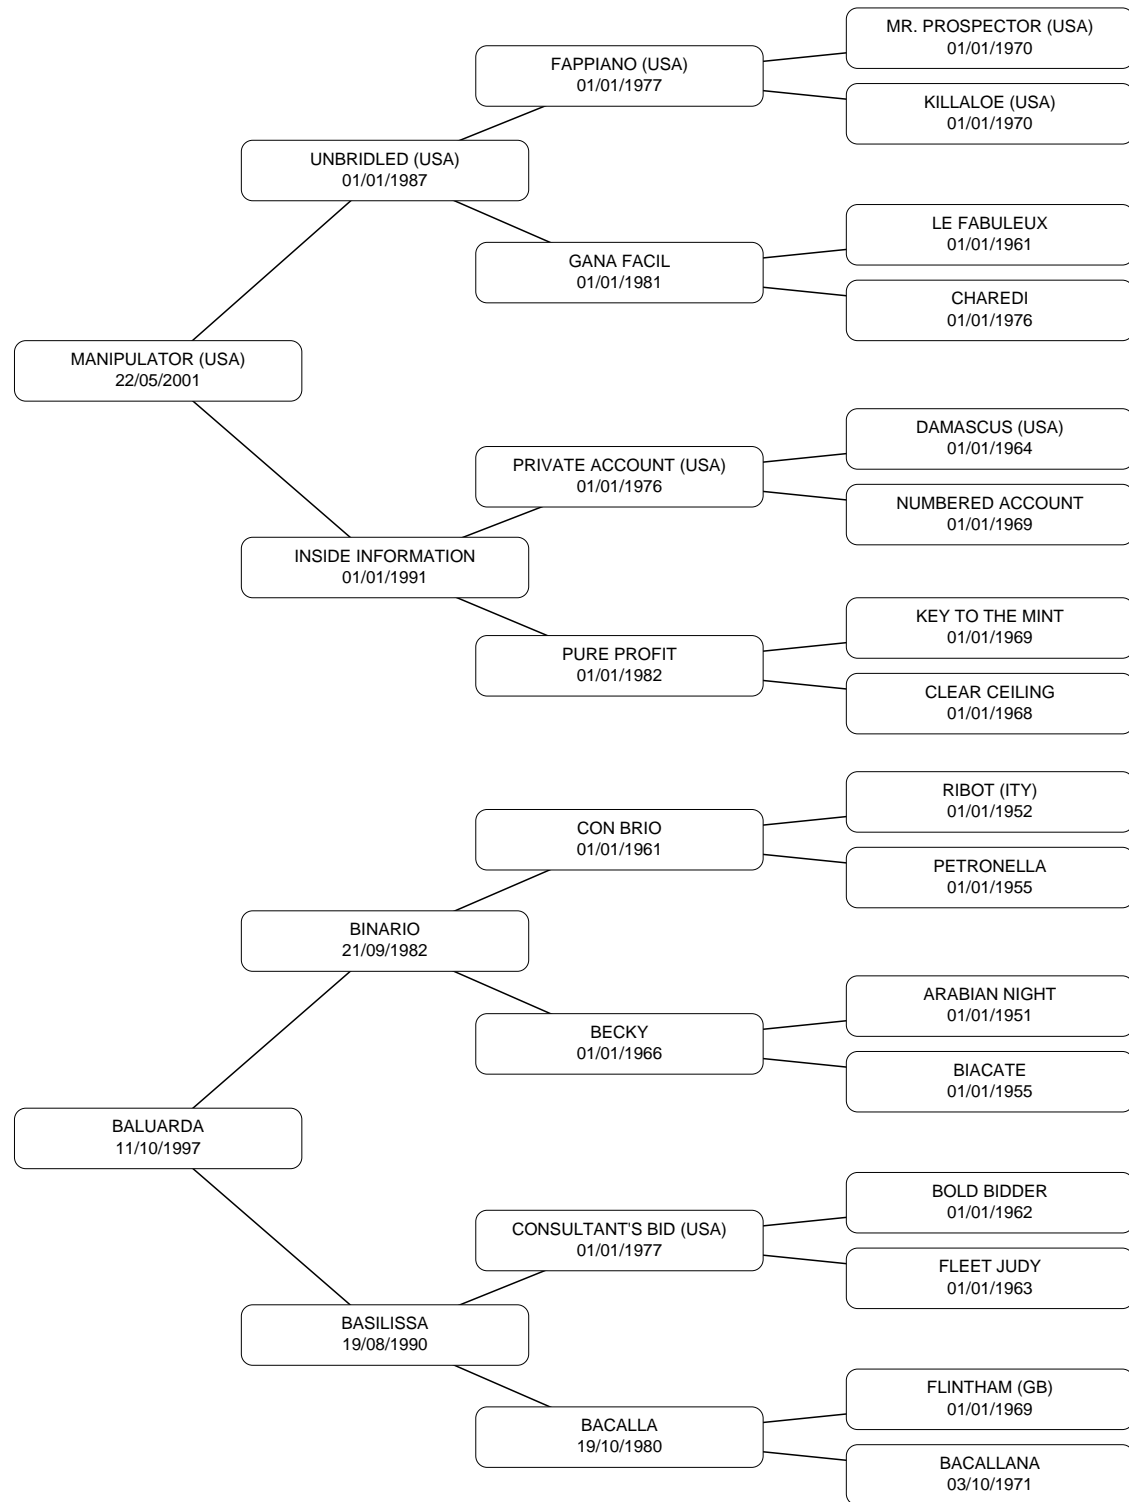 MR. PROSPECTOR (USA)
01/01/1970
FAPPIANO (USA)
01/01/1977
KILLALOE (USA)
01/01/1970
UNBRIDLED (USA)
01/01/1987
LE FABULEUX
01/01/1961
GANA FACIL
01/01/1981
CHAREDI
01/01/1976
MANIPULATOR (USA)
22/05/2001
DAMASCUS (USA)
01/01/1964
PRIVATE ACCOUNT (USA)
01/01/1976
NUMBERED ACCOUNT
01/01/1969
INSIDE INFORMATION
01/01/1991
KEY TO THE MINT
01/01/1969
PURE PROFIT
01/01/1982
CLEAR CEILING
01/01/1968
RIBOT (ITY)
01/01/1952
CON BRIO
01/01/1961
PETRONELLA
01/01/1955
BINARIO
21/09/1982
ARABIAN NIGHT
01/01/1951
BECKY
01/01/1966
BIACATE
01/01/1955
BALUARDA
11/10/1997
BOLD BIDDER
01/01/1962
CONSULTANT'S BID (USA)
01/01/1977
FLEET JUDY
01/01/1963
BASILISSA
19/08/1990
FLINTHAM (GB)
01/01/1969
BACALLA
19/10/1980
BACALLANA
03/10/1971